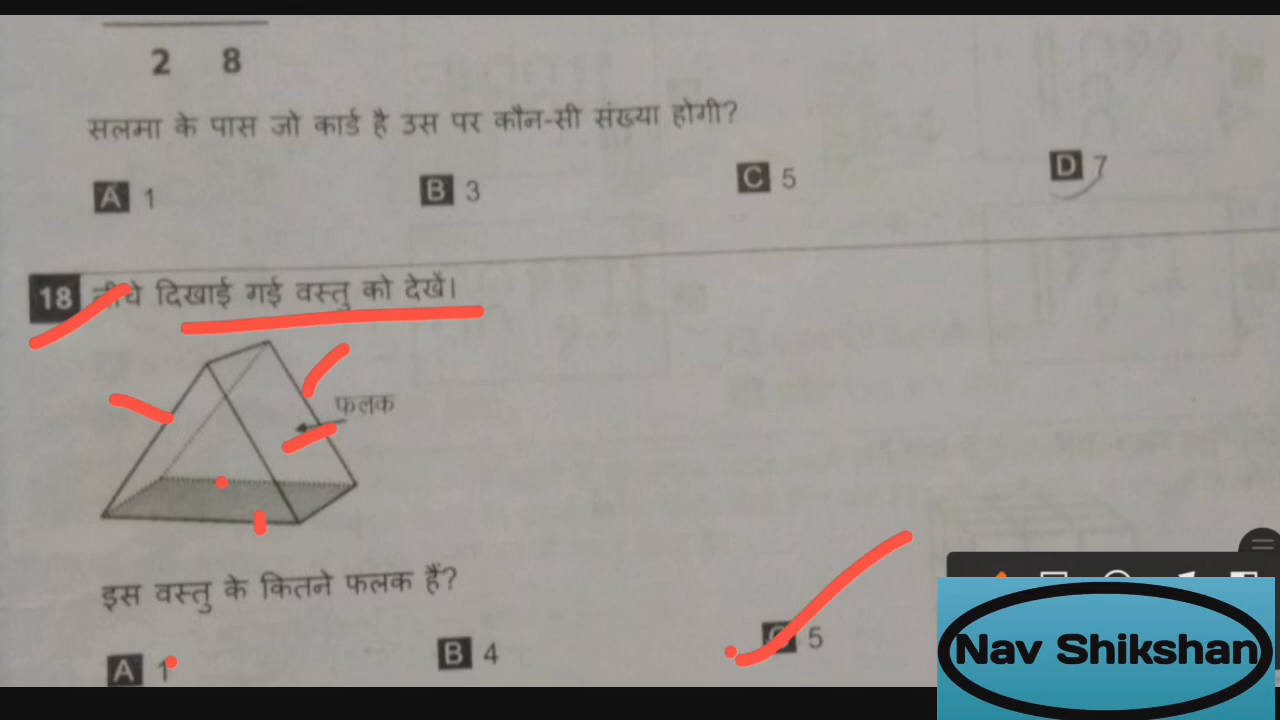 2 8
सलमा के पास जो कार्ड है उस पर कौन-सी संख्या होगी?
A 1 B 3 C 5 D 7
18 नीचे दिखाई गई वस्तु को देखें।
फलक
इस वस्तु के कितने फलक हैं?
A 1 B 4 C 5
Nav Shikshan